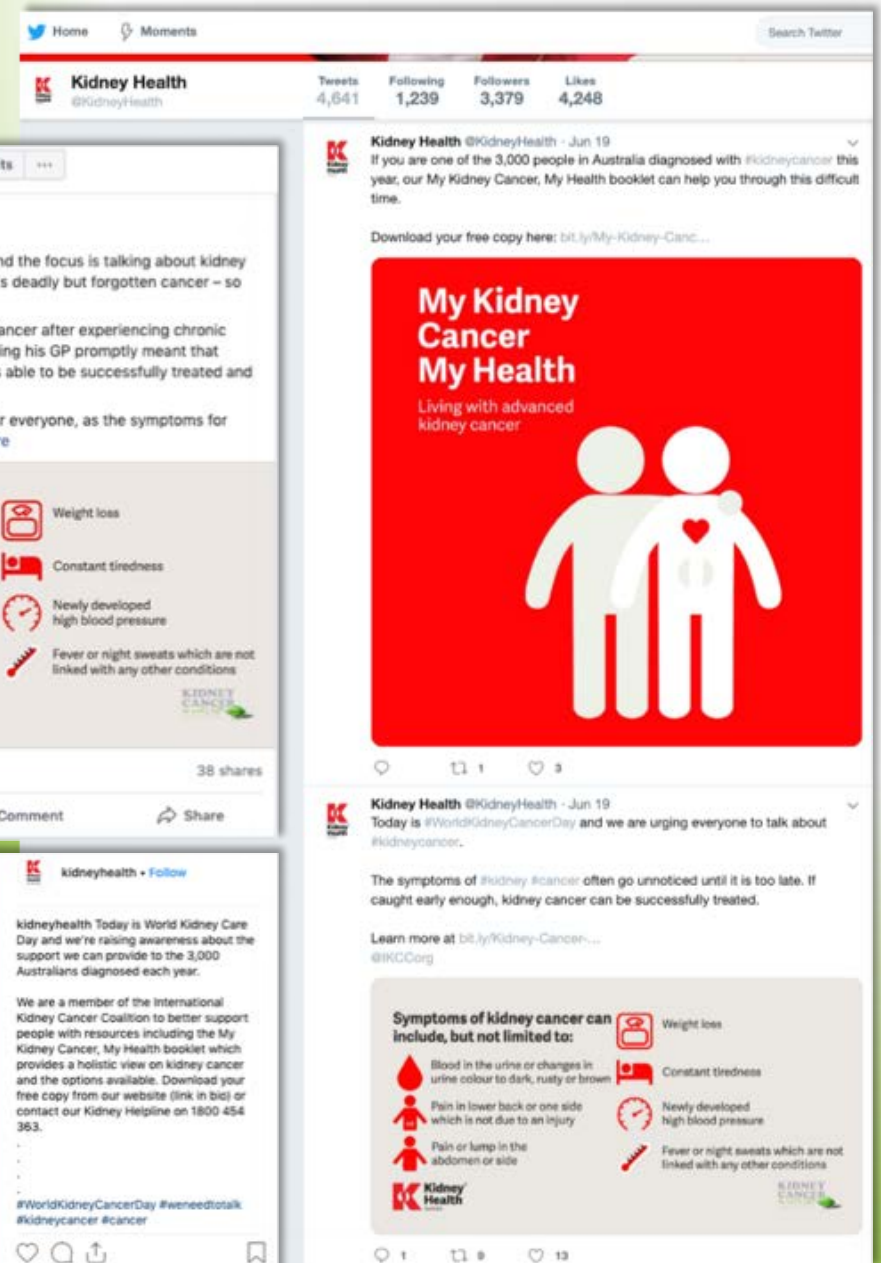 Home Moments Search Twitter
Kidney Health
@KidneyHealth
Tweets Following Followers Likes
4,641 1,239 3,379 4,248
Kidney Health @KidneyHealth · Jun 19
If you are one of the 3,000 people in Australia diagnosed with #kidneycancer this
year, our My Kidney Cancer, My Health booklet can help you through this difficult
time.
Download your free copy here: bit.ly/My-Kidney-Canc...
My Kidney
Cancer
My Health
Living with advanced
kidney cancer
1 3
Kidney Health @KidneyHealth · Jun 19
Today is #WorldKidneyCancerDay and we are urging everyone to talk about
#kidneycancer.
The symptoms of #kidney #cancer often go unnoticed until it is too late. If
caught early enough, kidney cancer can be successfully treated.
Learn more at bit.ly/Kidney-Cancer-...
@IKCCorg
Symptoms of kidney cancer can
include, but not limited to:
Blood in the urine or changes in
urine colour to dark, rusty or brown
Pain in lower back or one side
which is not due to an injury
Pain or lump in the
abdomen or side
Weight loss
Constant tiredness
Newly developed
high blood pressure
Fever or night sweats which are not
linked with any other conditions
Kidney
Health
KIDNEY
CANCER
1 9 13
nd the focus is talking about kidney
s deadly but forgotten cancer – so
ancer after experiencing chronic
ing his GP promptly meant that
s able to be successfully treated and
r everyone, as the symptoms for
e
Weight loss
Constant tiredness
Newly developed
high blood pressure
Fever or night sweats which are not
linked with any other conditions
KIDNEY
CANCER
38 shares
Comment Share
kidneyhealth • Follow
kidneyhealth Today is World Kidney Care
Day and we're raising awareness about the
support we can provide to the 3,000
Australians diagnosed each year.
We are a member of the International
Kidney Cancer Coalition to better support
people with resources including the My
Kidney Cancer, My Health booklet which
provides a holistic view on kidney cancer
and the options available. Download your
free copy from our website (link in bio) or
contact our Kidney Helpline on 1800 454
363.
.
.
.
.
#WorldKidneyCancerDay #weneedtotalk
#kidneycancer #cancer